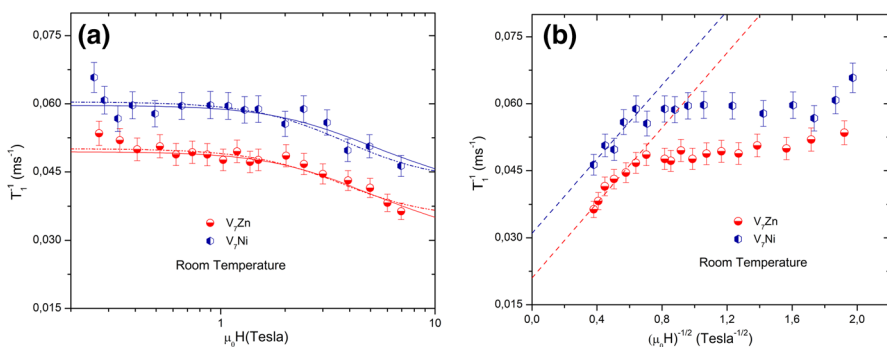 (a)
0,075
0,060
0,045
0,030
0,015
T₁⁻¹ (ms⁻¹)
V₇Zn
V₇Ni
Room Temperature
1
10
μ₀H(Tesla)
(b)
0,075
0,060
0,045
0,030
0,015
T₁⁻¹ (ms⁻¹)
V₇Zn
V₇Ni
Room Temperature
0,0 0,4 0,8 1,2 1,6 2,0
(μ₀H)⁻¹/² (Tesla⁻¹/²)